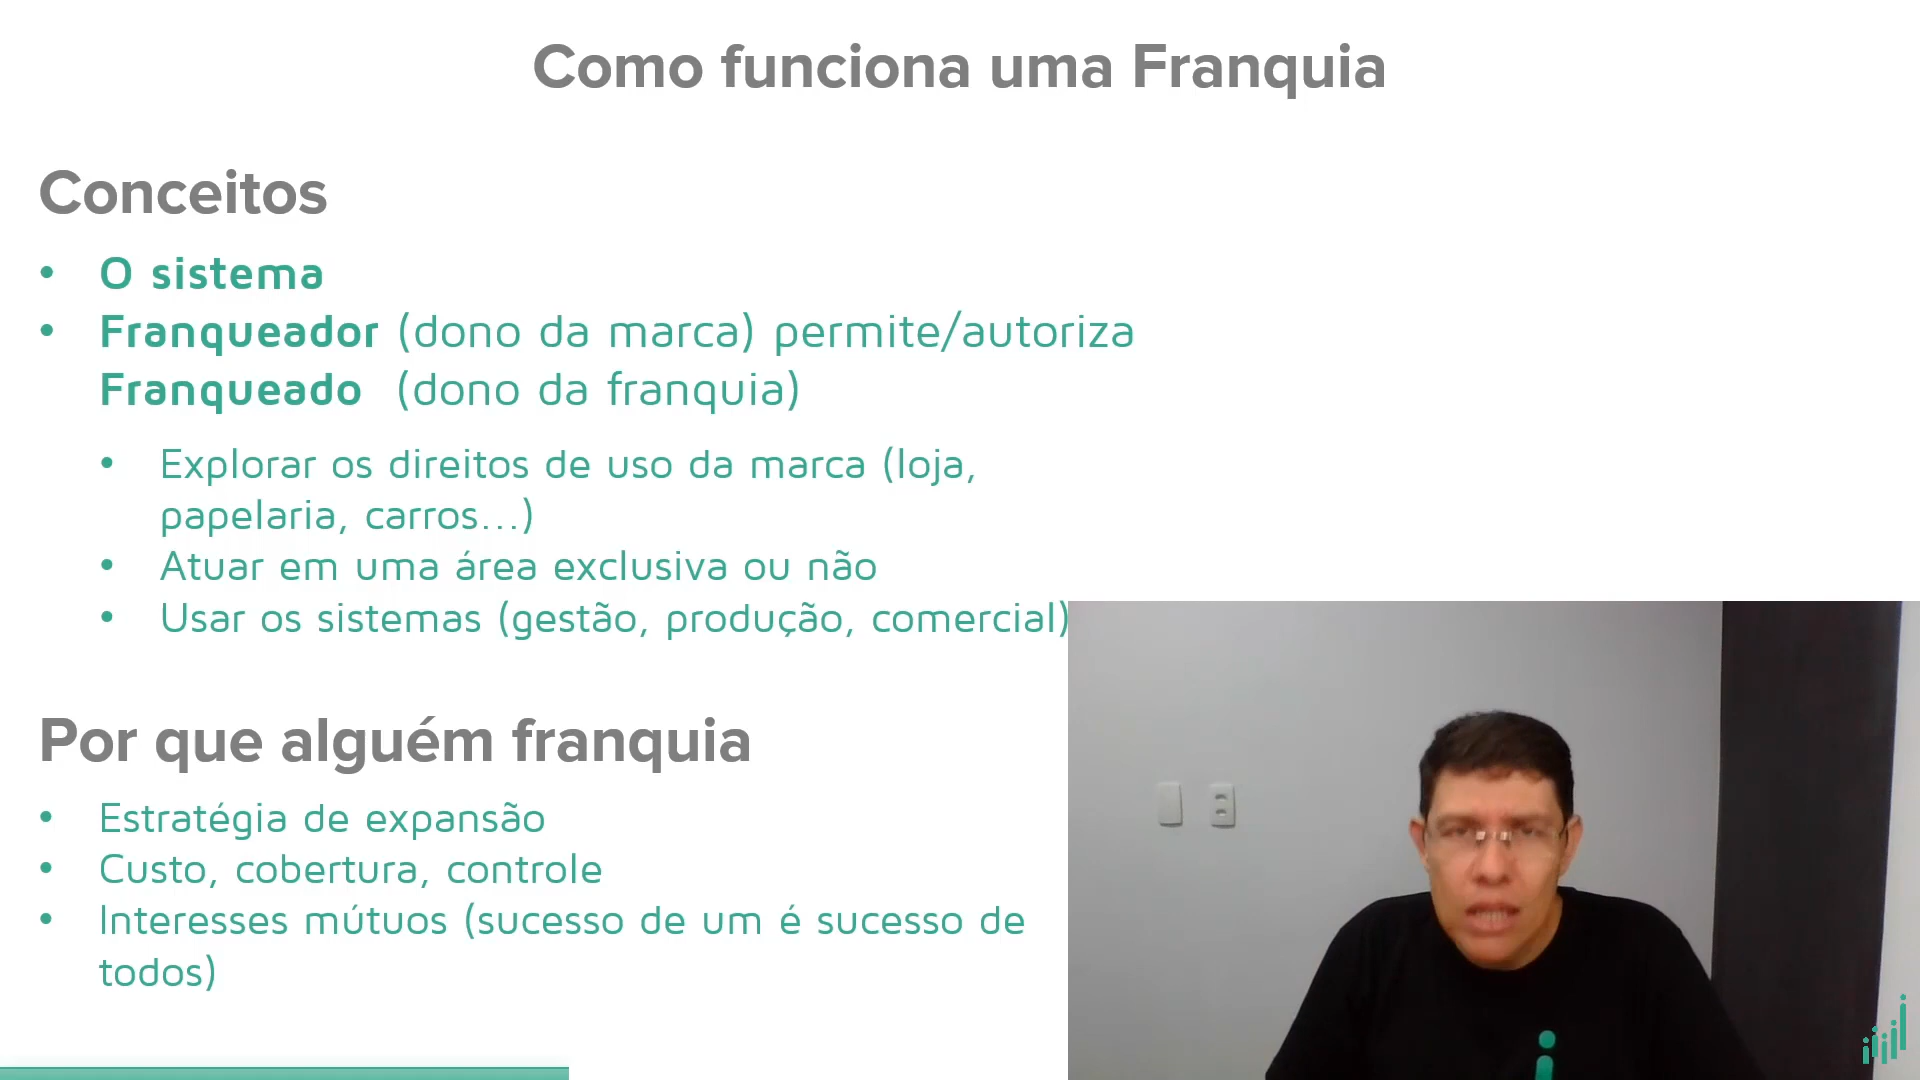 Como funciona uma Franquia
Conceitos
• O sistema
• Franqueador (dono da marca) permite/autoriza
Franqueado (dono da franquia)
• Explorar os direitos de uso da marca (loja,
papelaria, carros...)
• Atuar em uma área exclusiva ou não
• Usar os sistemas (gestão, produção, comercial)
Por que alguém franquia
• Estratégia de expansão
• Custo, cobertura, controle
• Interesses mútuos (sucesso de um é sucesso de
todos)